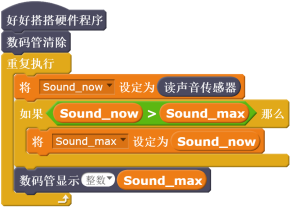 好好搭搭硬件程序
数码管清除
重复执行
将 Sound_now 设定为 读声音传感器
如果 Sound_now > Sound_max 那么
将 Sound_max 设定为 Sound_now
数码管显示 整数 Sound_max